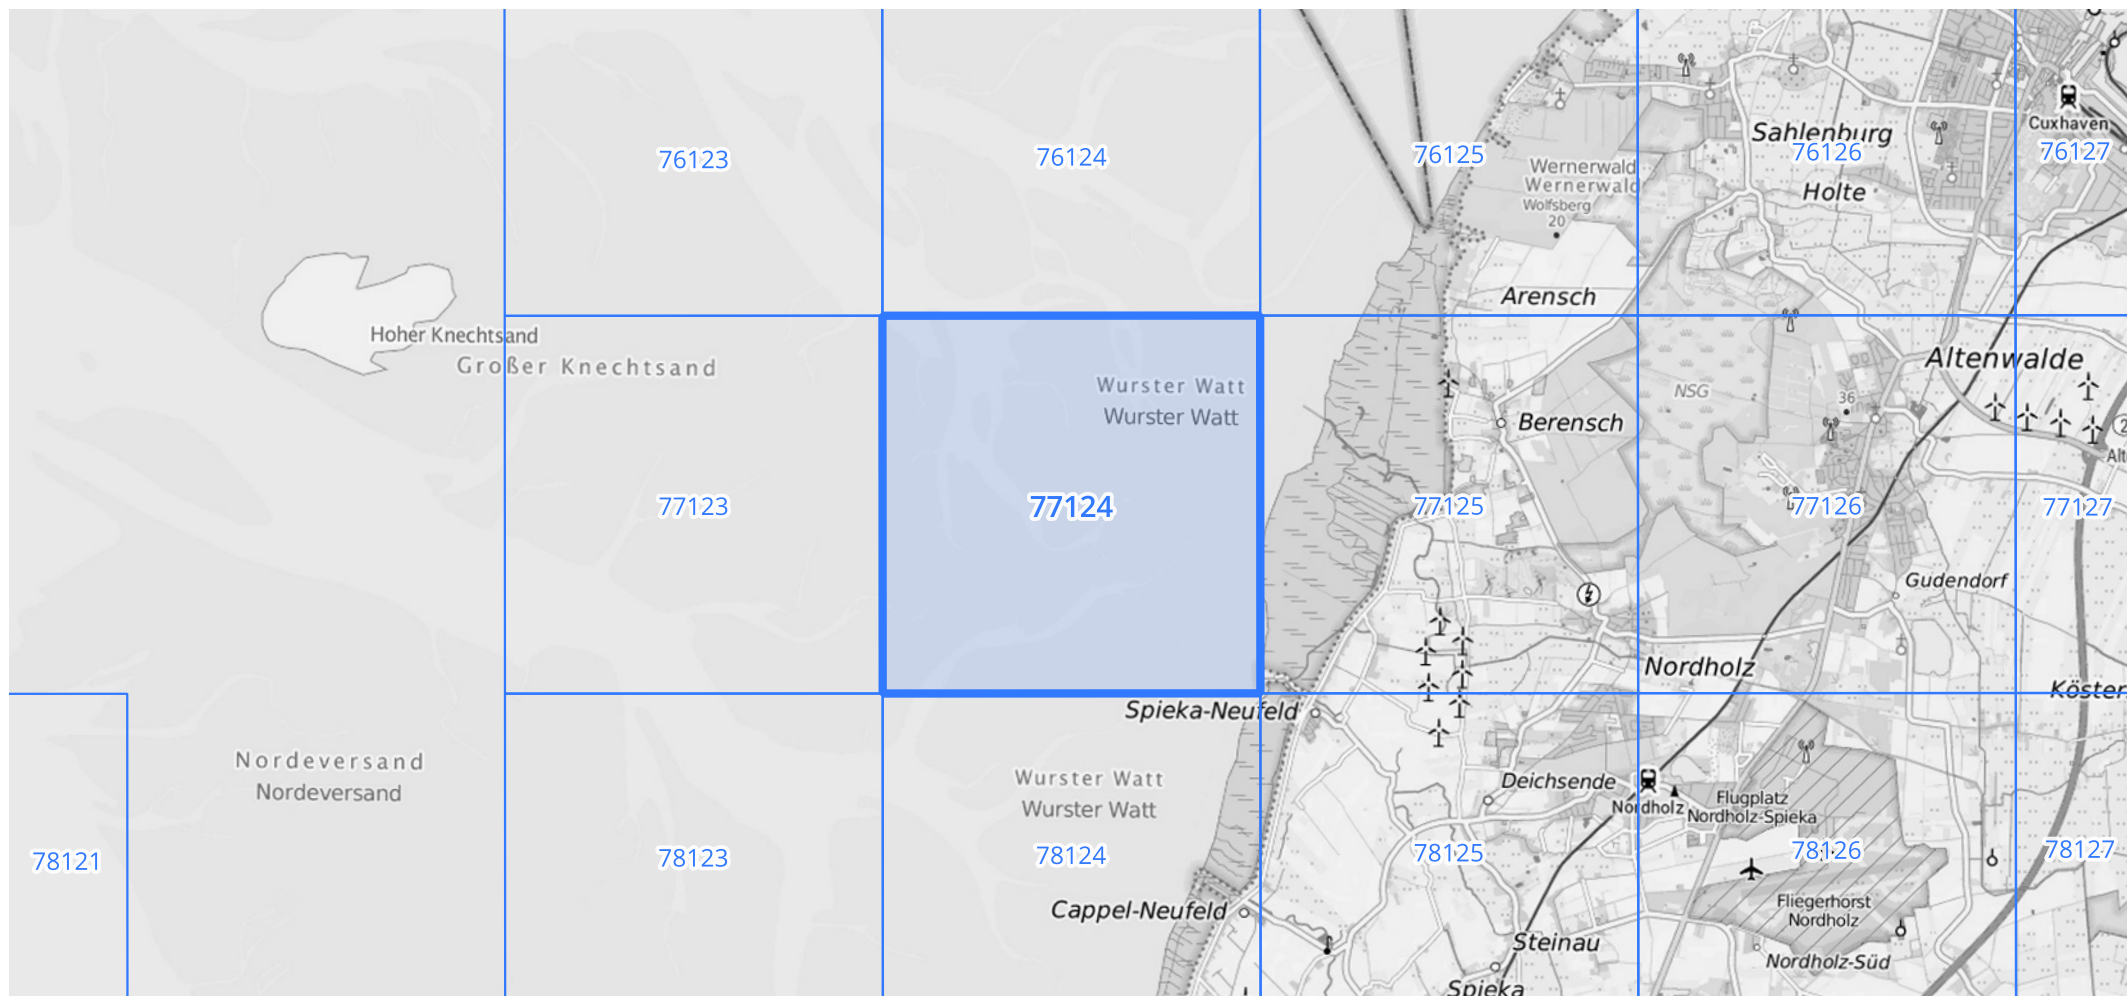 76123
76124
76125
76126
76127
Sahlenburg
Cuxhaven
Wernerwald
Wernerwald
Wolfsberg
20
Holte
Arensch
Hoher Knechtsand
Großer Knechtsand
Wurster Watt
Wurster Watt
Altenwalde
NSG
36
Berensch
2
Alt
77123
77124
77125
77126
77127
Gudendorf
Nordholz
Köster
Spieka-Neufeld
Nordeversand
Nordeversand
Wurster Watt
Wurster Watt
Deichsende
Nordholz
Flugplatz
Nordholz-Spieka
78121
78123
78124
78125
78126
78127
Cappel-Neufeld
Fliegerhorst
Nordholz
Steinau
Nordholz-Süd
Spieka